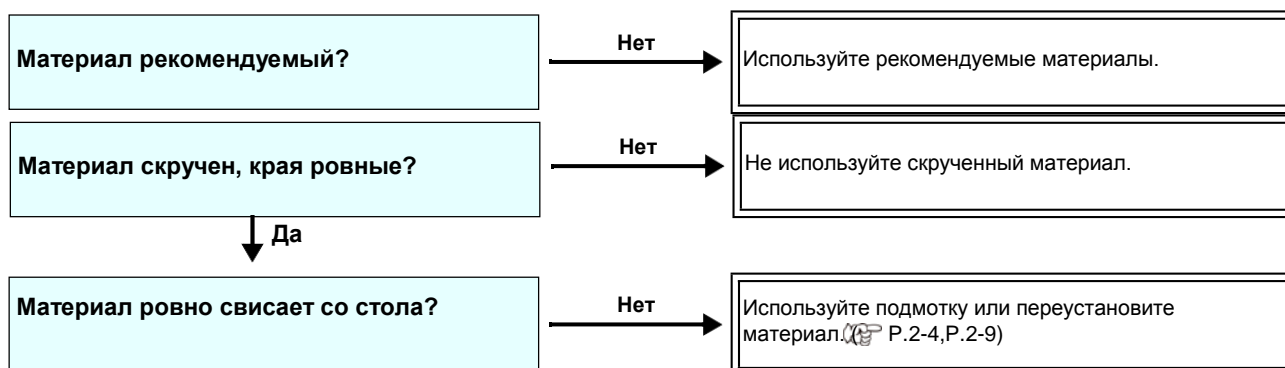 Материал рекомендуемый?
Нет
Используйте рекомендуемые материалы.
Материал скручен, края ровные?
Нет
Не используйте скрученный материал.
Да
Материал ровно свисает со стола?
Нет
Используйте подмотку или переустановите
материал.( P.2-4,P.2-9)